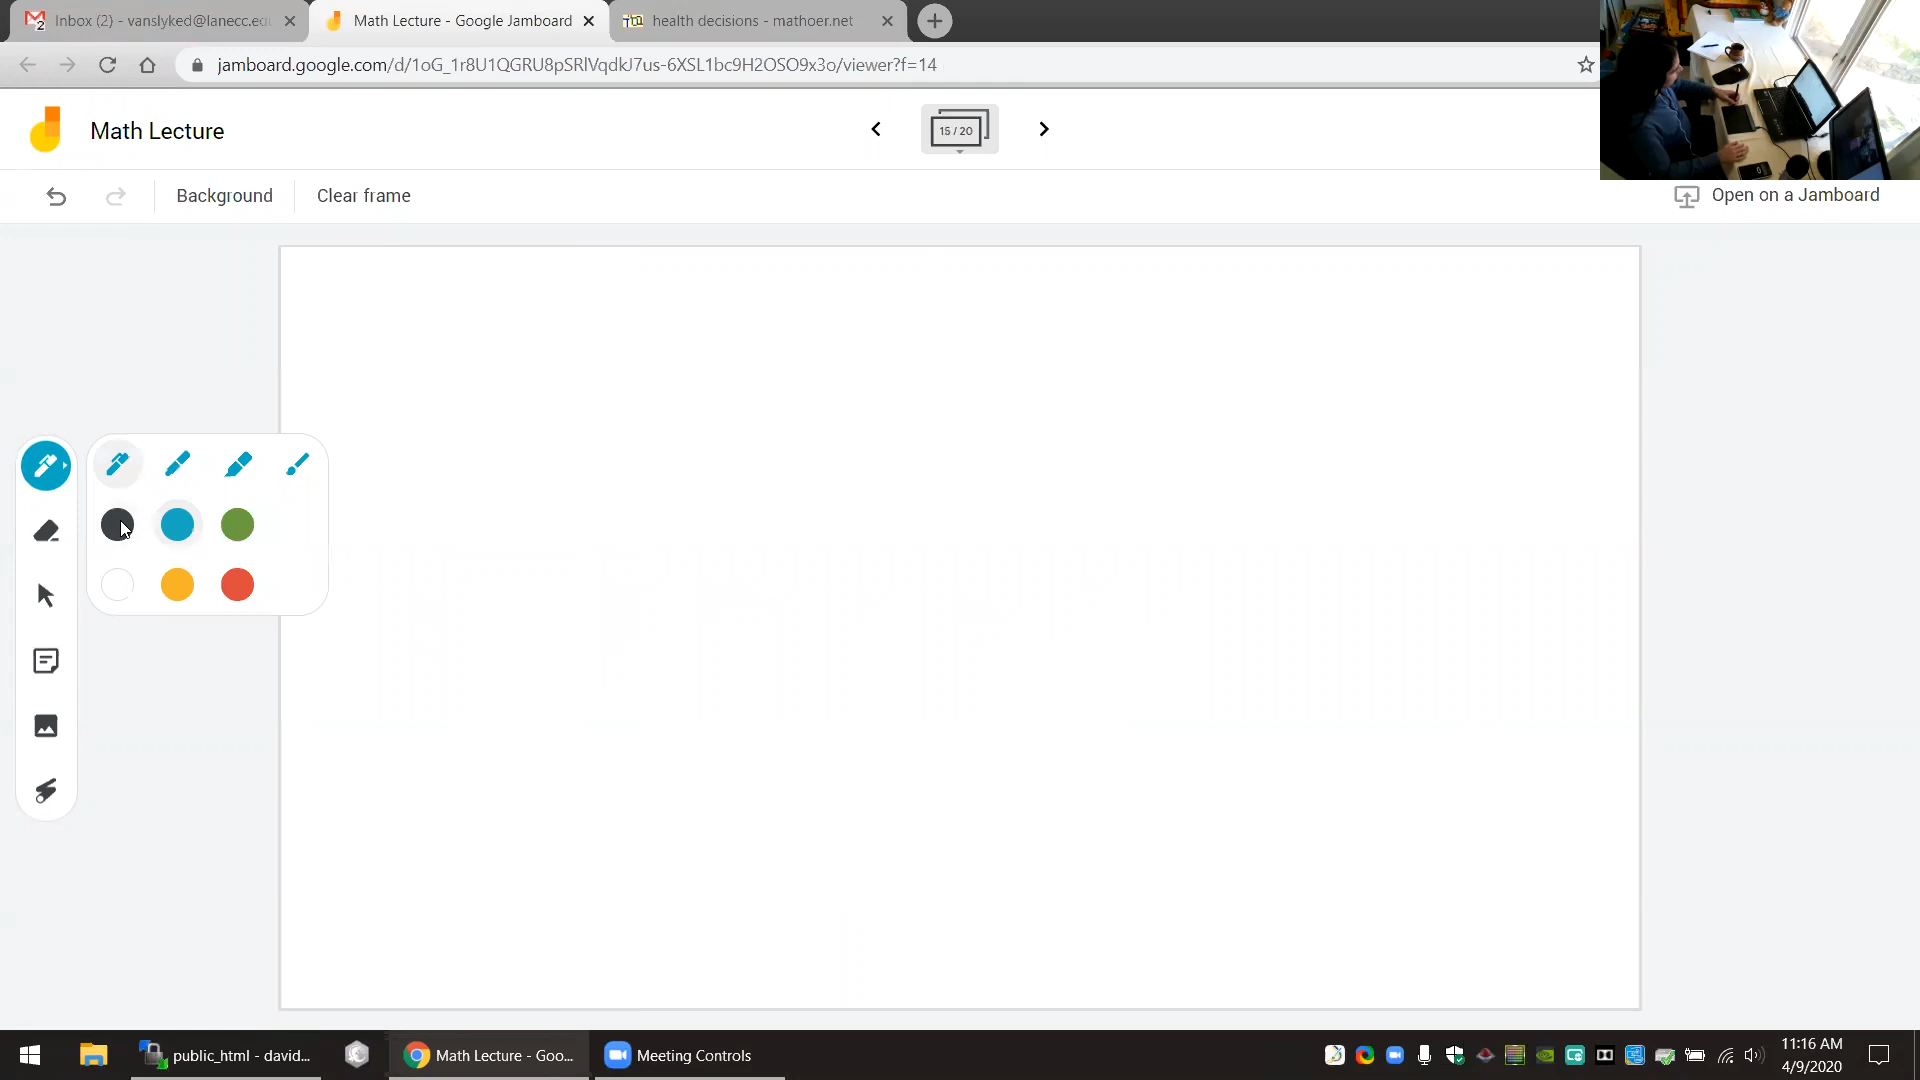 Inbox (2) - vanslyked@lanecc.edu
Math Lecture - Google Jamboard
health decisions - mathoer.net
jamboard.google.com/d/1oG_1r8U1QGRU8pSRlVqdkJ7us-6XSL1bc9H2OSO9x3o/viewer?f=14
Math Lecture
15 / 20
Background
Clear frame
Open on a Jamboard
public_html - david...
Math Lecture - Goo...
Meeting Controls
11:16 AM
4/9/2020